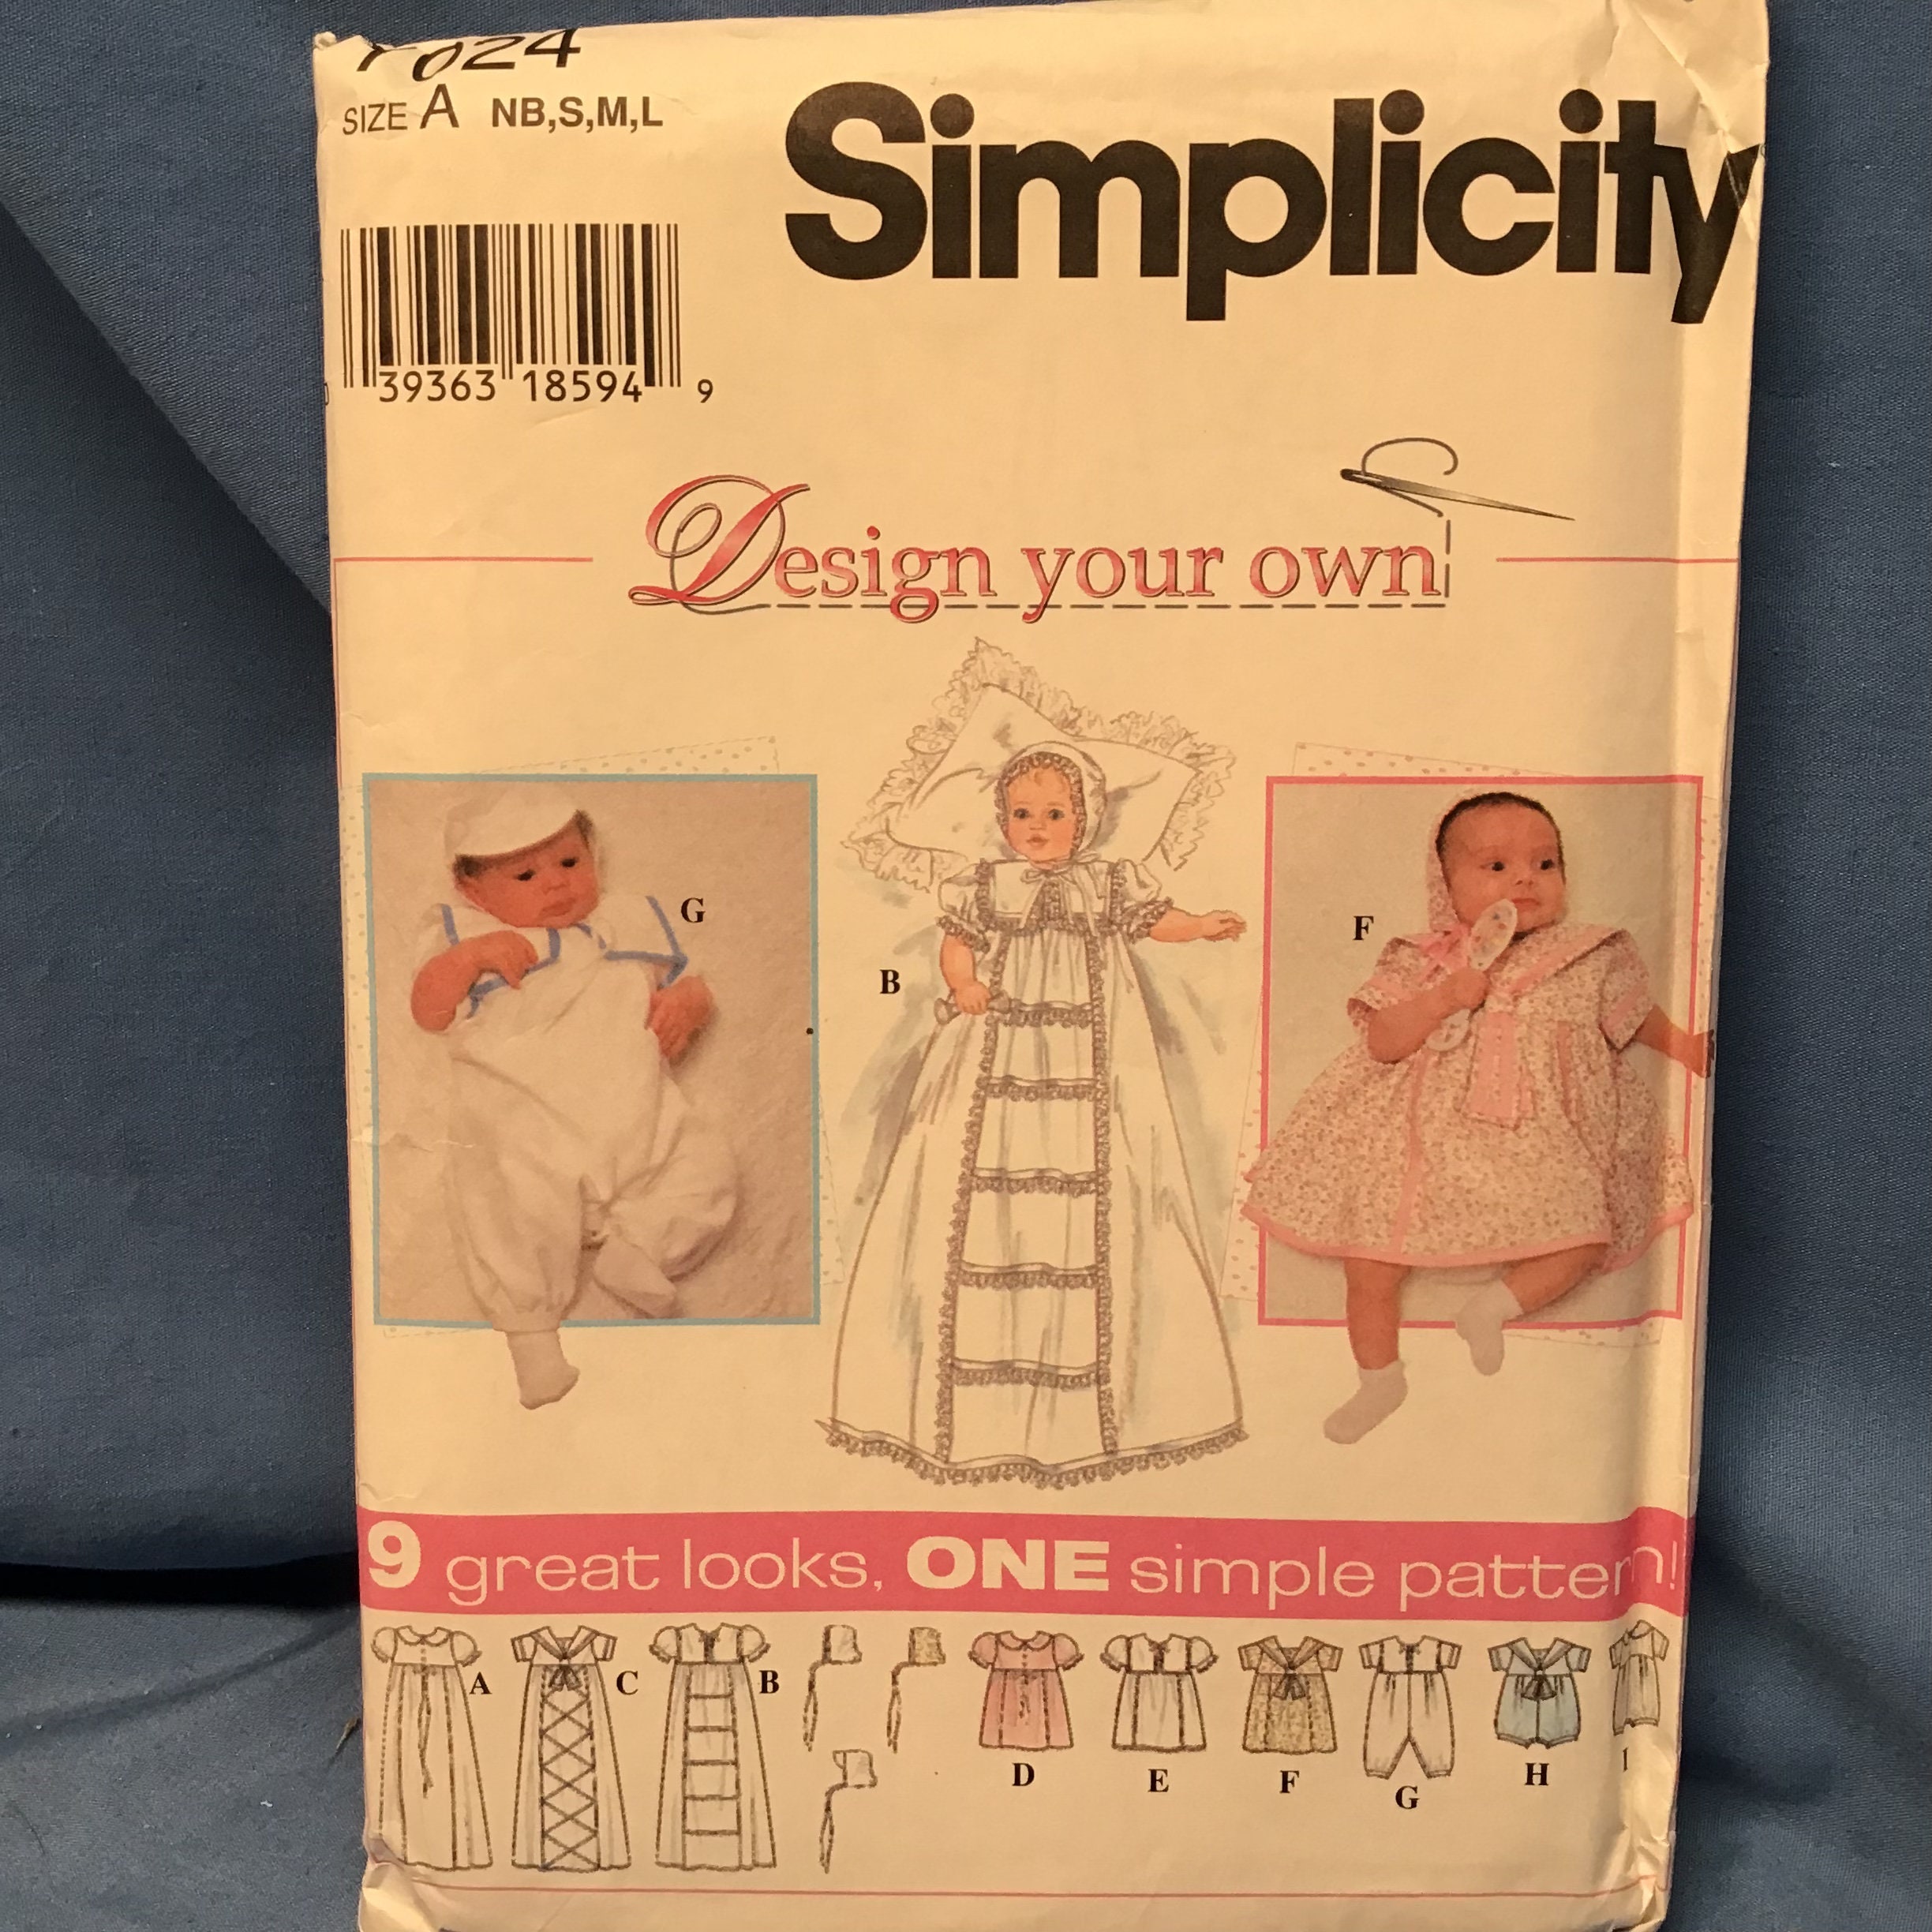 SIZE A NB,S,M,L
Simplicity
39363 18594 9
Design your own
G
B
F
9 great looks, ONE simple pattern!
A
C
B
D
E
F
G
H
I